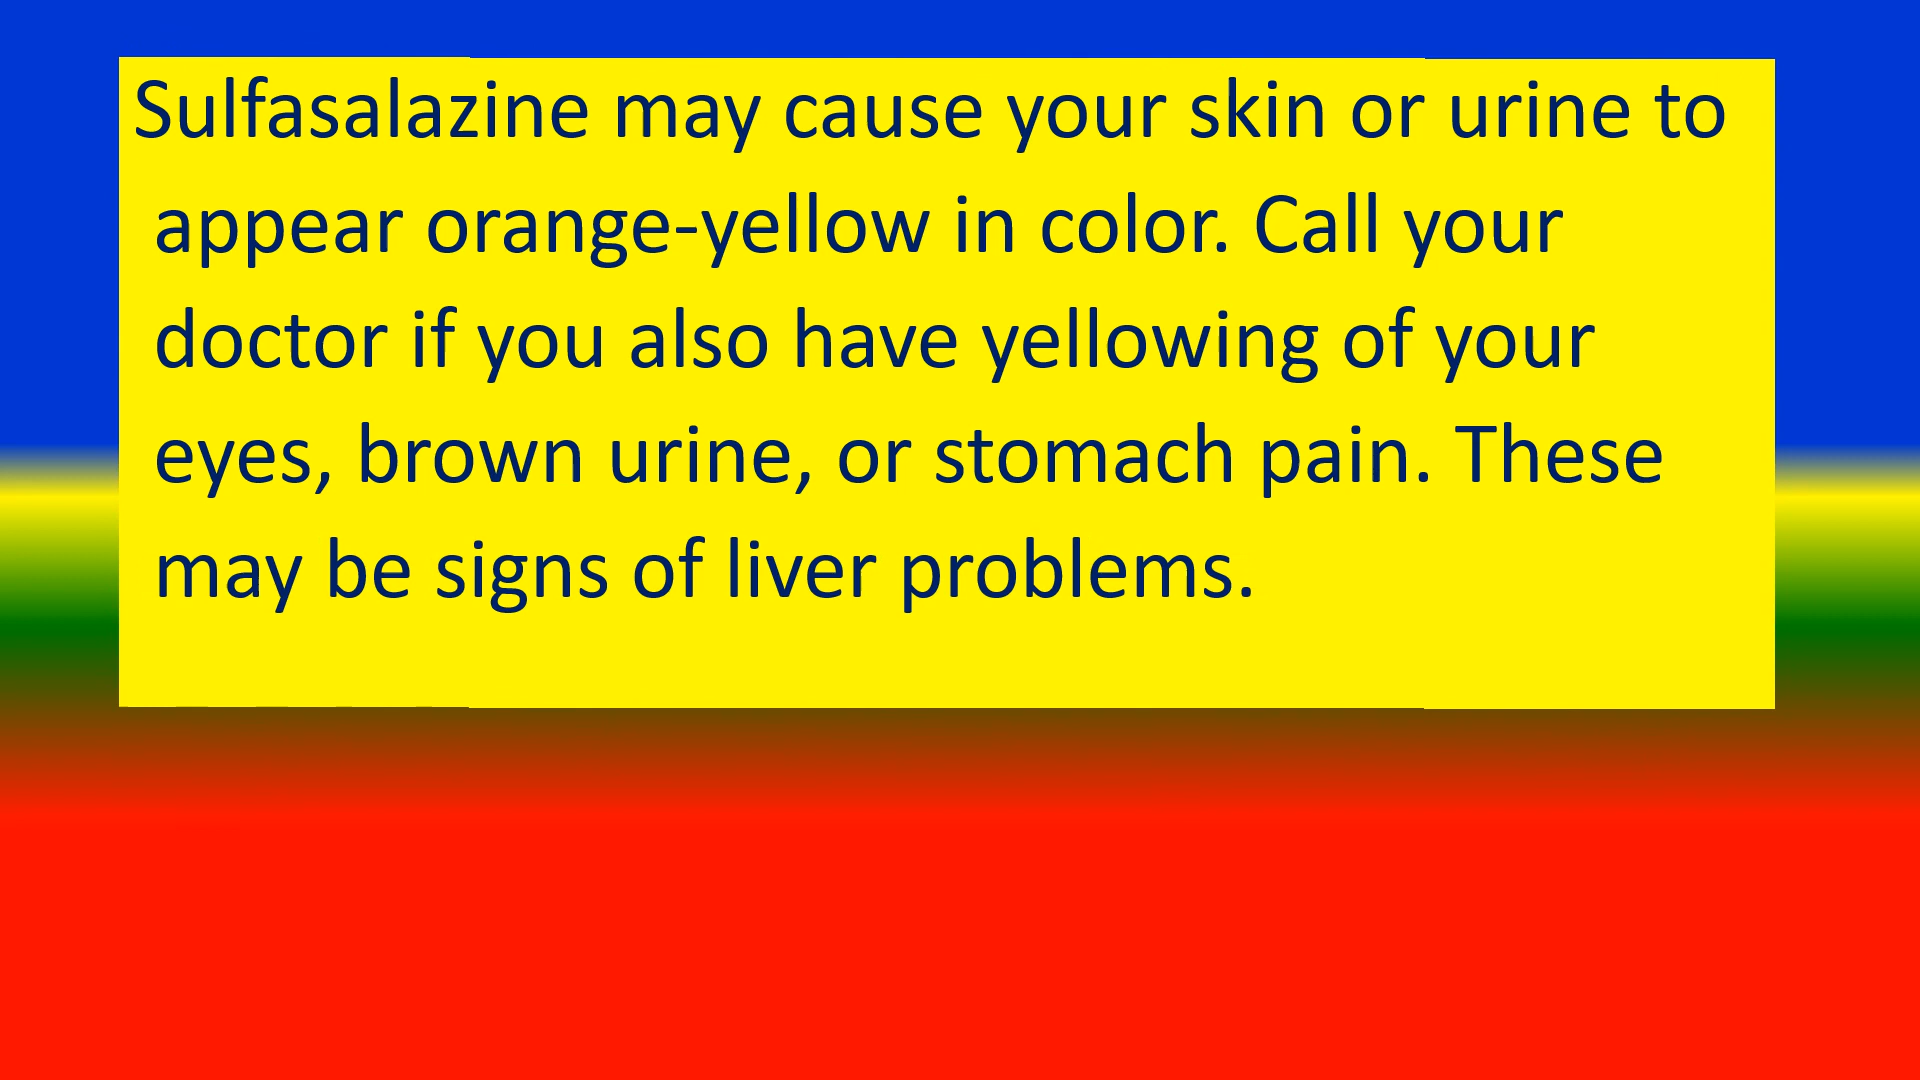 Sulfasalazine may cause your skin or urine to
appear orange-yellow in color. Call your
doctor if you also have yellowing of your
eyes, brown urine, or stomach pain. These
may be signs of liver problems.